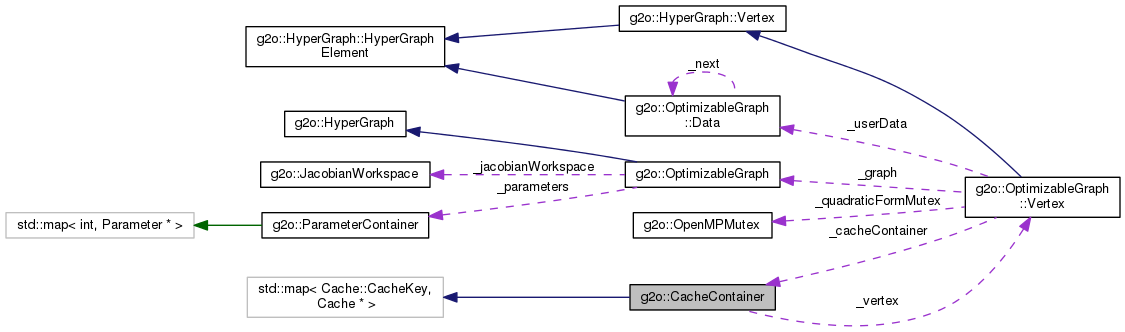 g2o::HyperGraph::Vertex
g2o::HyperGraph::HyperGraph
Element
_next
g2o::OptimizableGraph
::Data
g2o::HyperGraph
_userData
_jacobianWorkspace
g2o::JacobianWorkspace
g2o::OptimizableGraph
_graph
g2o::OptimizableGraph
::Vertex
_parameters
_quadraticFormMutex
std::map< int, Parameter * >
g2o::ParameterContainer
g2o::OpenMPMutex
_cacheContainer
std::map< Cache::CacheKey,
Cache * >
g2o::CacheContainer
_vertex